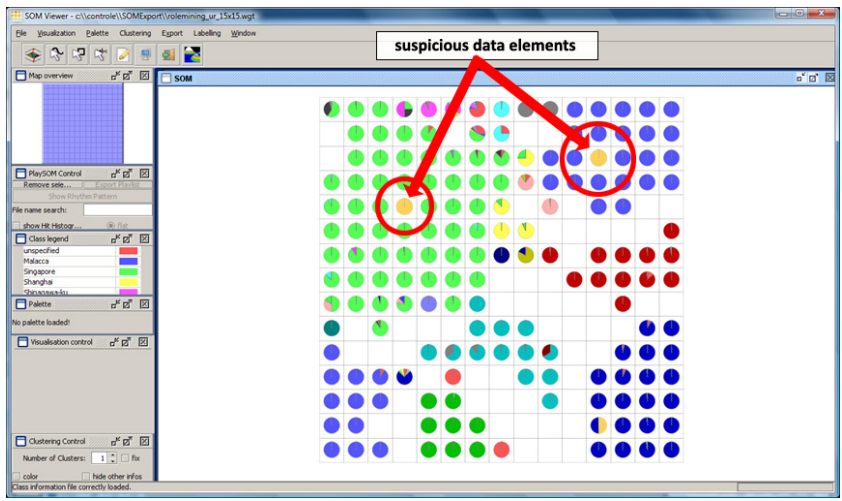 SOM Viewer - c:\\controle\\SOMExport\\rolemining_ur_15x15.wgt
File Visualization Palette Clustering Export Labelling Window
suspicious data elements
Map overview
SOM
PlaySOM Control
Remove sele... Export Playlist
Show Rhythm Pattern
File name search:
show Hit Histogr... flat
Class legend
unspecified
Malacca
Singapore
Shanghai
Shinagawa-ku
Palette
No palette loaded!
Visualisation control
Clustering Control
Number of Clusters: 1 fix
color hide other infos
Class information file correctly loaded.